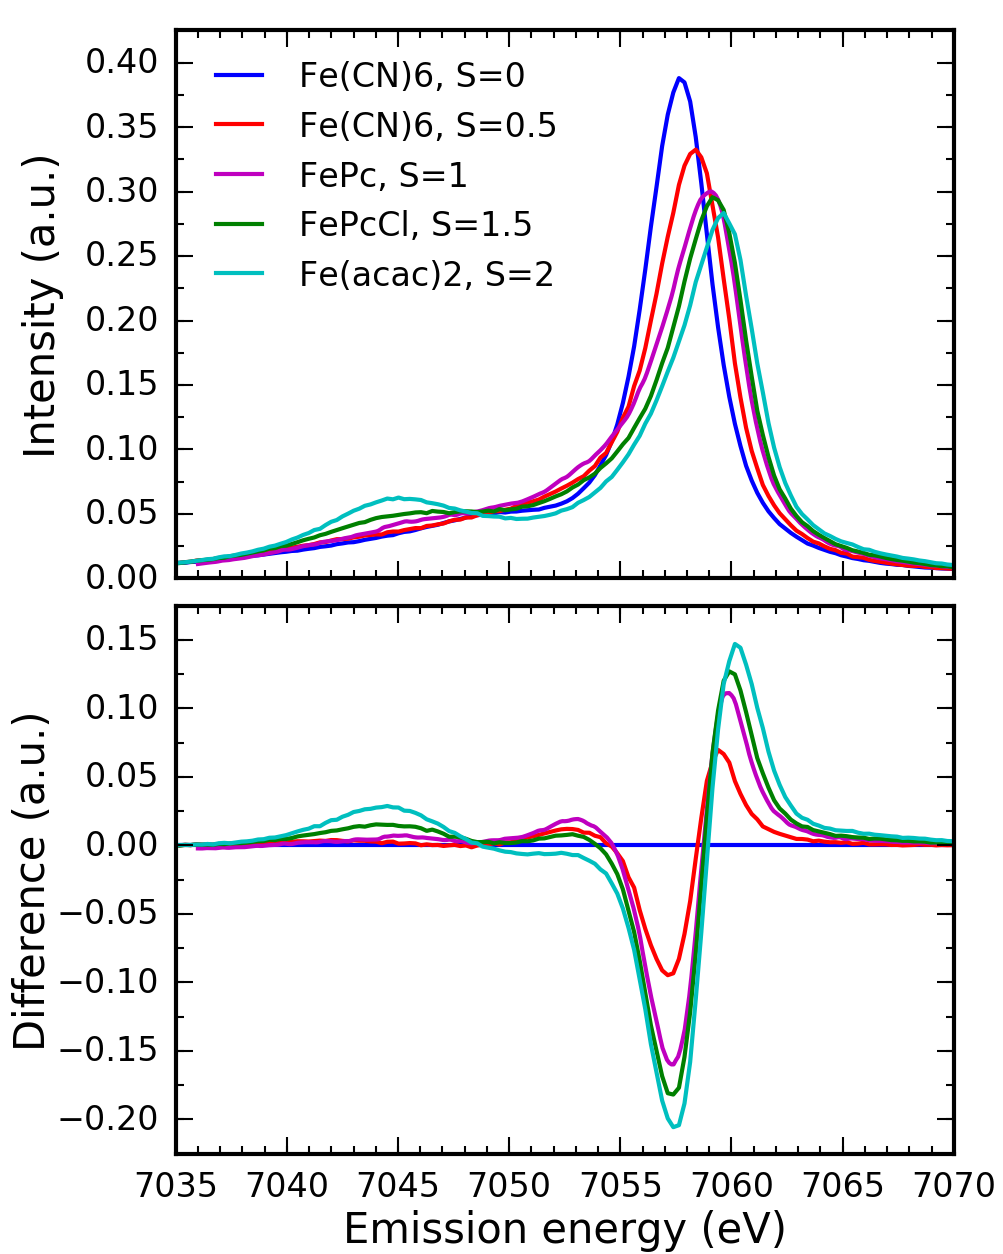 0.40
0.35
0.30
0.25
0.20
0.15
0.10
0.05
0.00
Intensity (a.u.)
Fe(CN)6, S=0
Fe(CN)6, S=0.5
FePc, S=1
FePcCl, S=1.5
Fe(acac)2, S=2
0.15
0.10
0.05
0.00
−0.05
−0.10
−0.15
−0.20
Difference (a.u.)
7035 7040 7045 7050 7055 7060 7065 7070
Emission energy (eV)